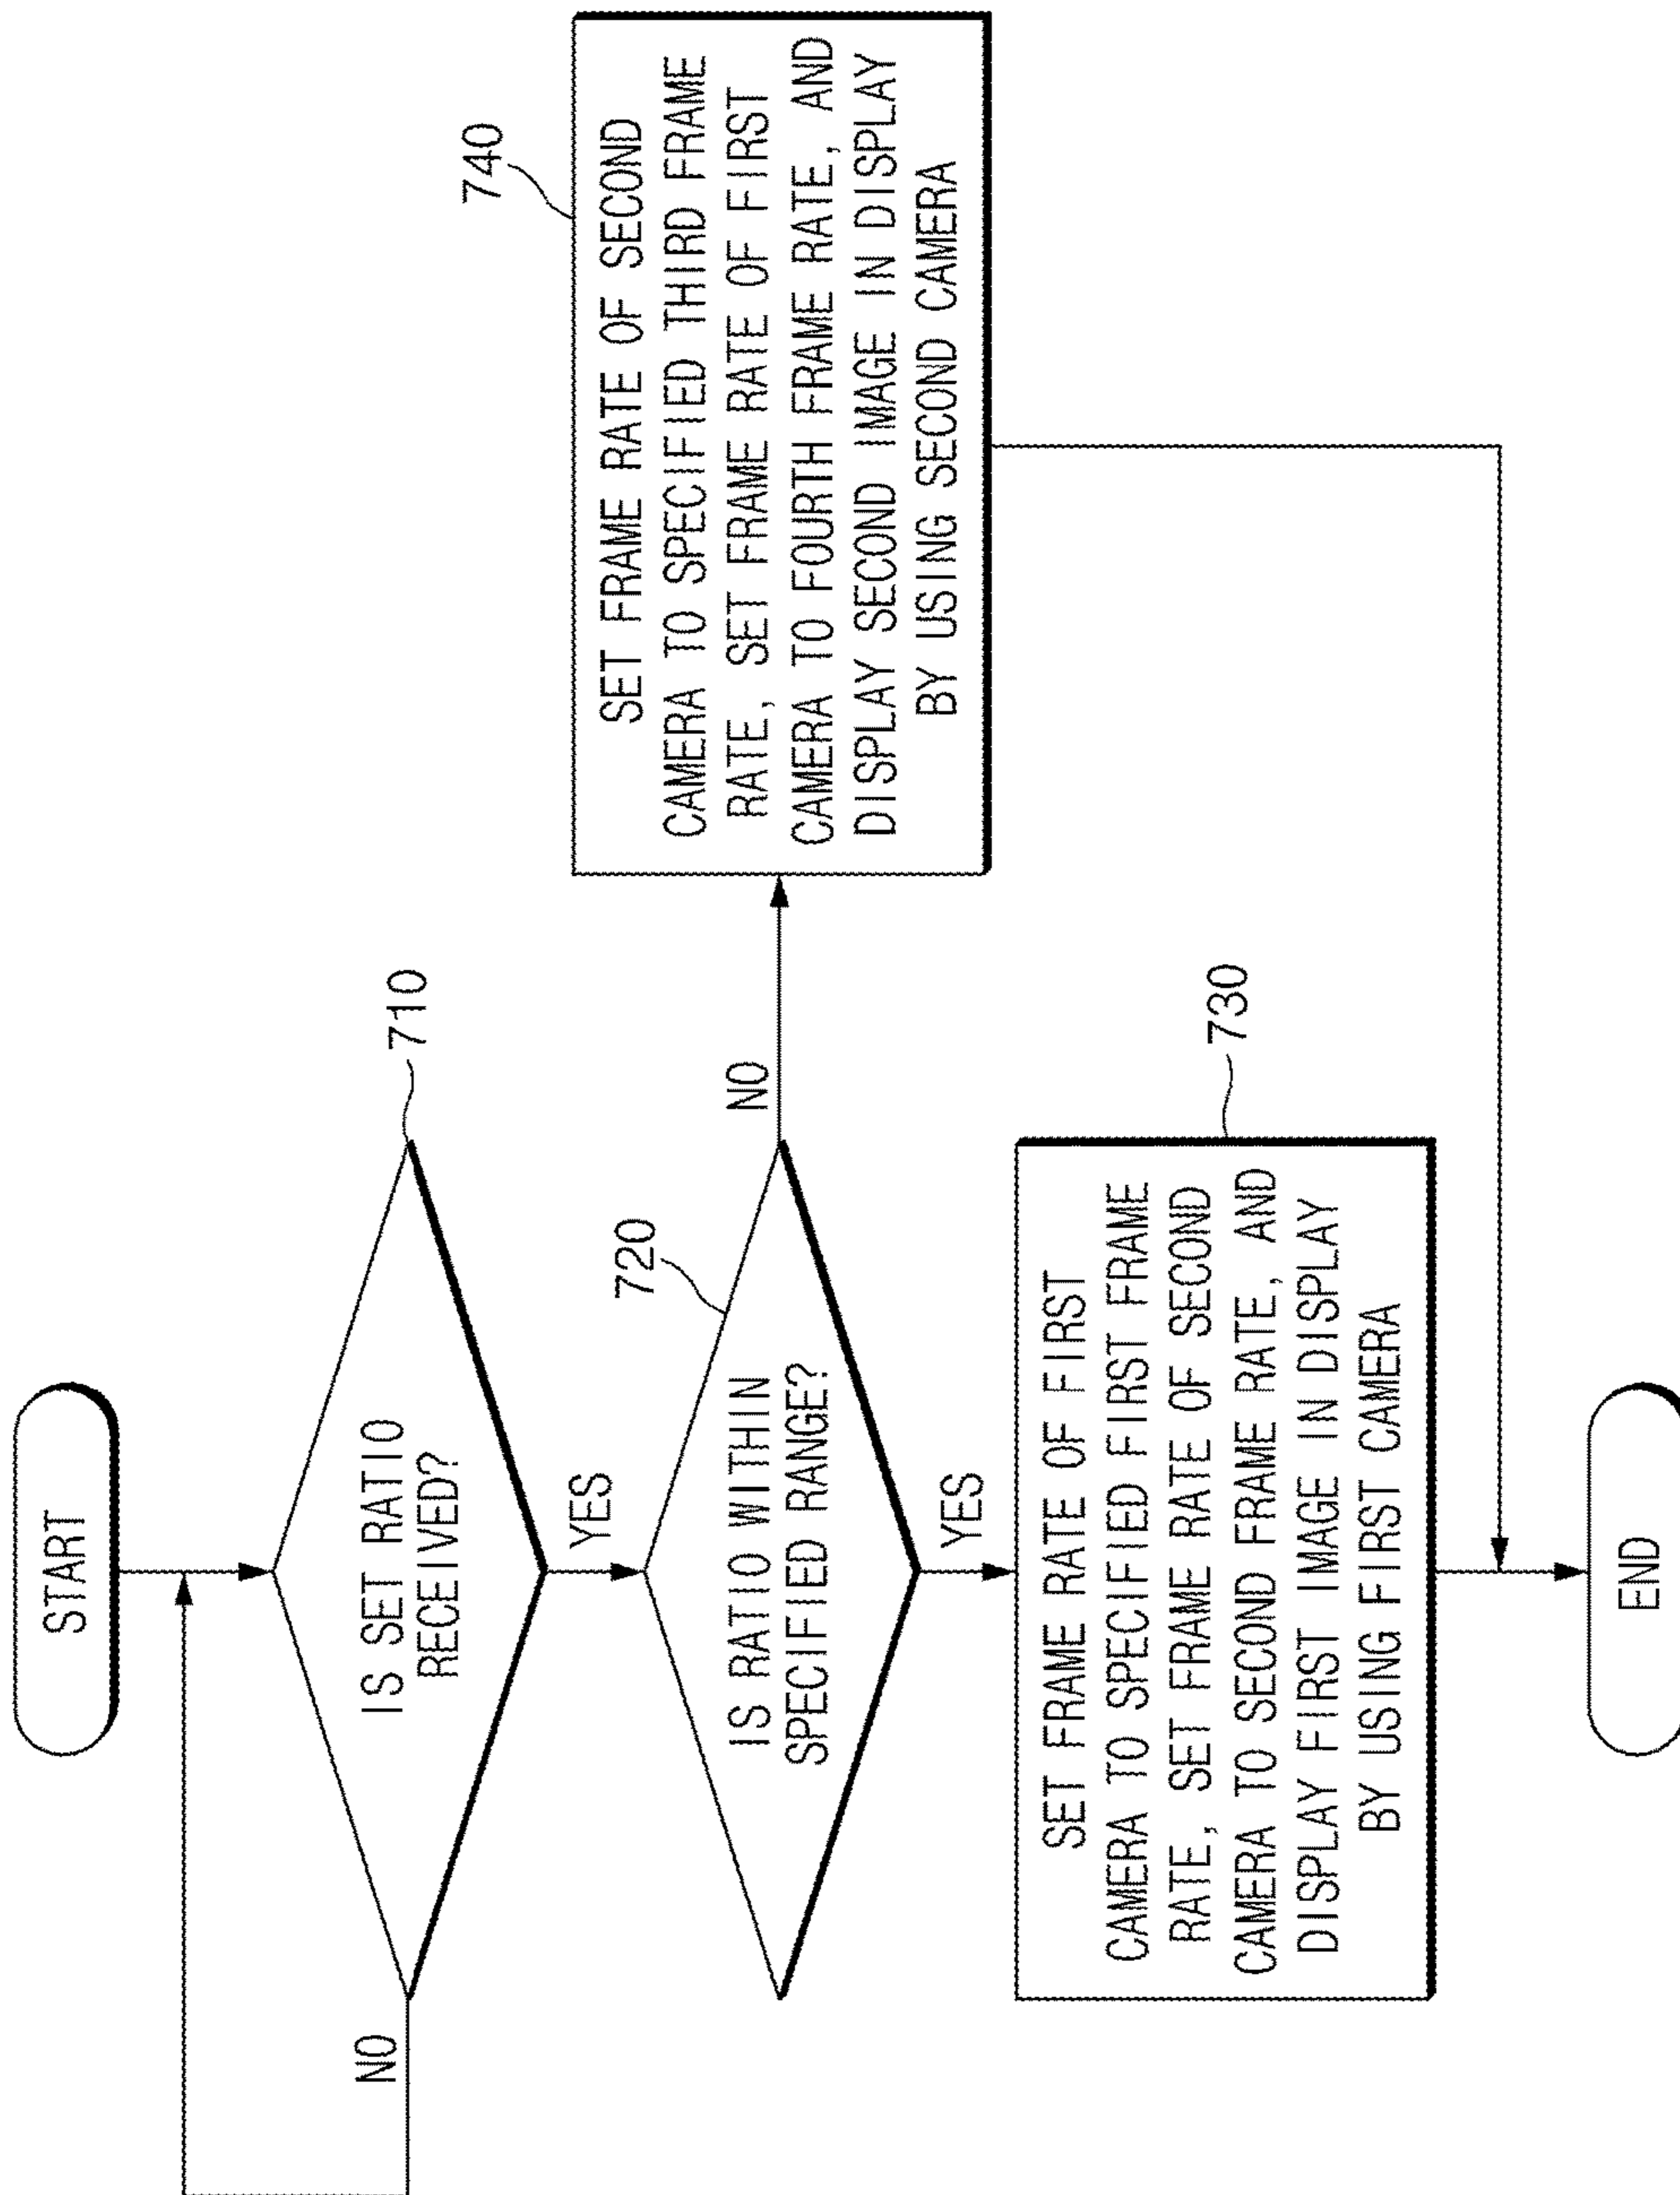 START
IS SET RATIO
RECEIVED?
710
NO
YES
IS RATIO WITHIN
SPECIFIED RANGE?
720
NO
YES
SET FRAME RATE OF FIRST
CAMERA TO SPECIFIED FIRST FRAME
RATE, SET FRAME RATE OF SECOND
CAMERA TO SECOND FRAME RATE, AND
DISPLAY FIRST IMAGE IN DISPLAY
BY USING FIRST CAMERA
730
740
SET FRAME RATE OF SECOND
CAMERA TO SPECIFIED THIRD FRAME
RATE, SET FRAME RATE OF FIRST
CAMERA TO FOURTH FRAME RATE, AND
DISPLAY SECOND IMAGE IN DISPLAY
BY USING SECOND CAMERA
END